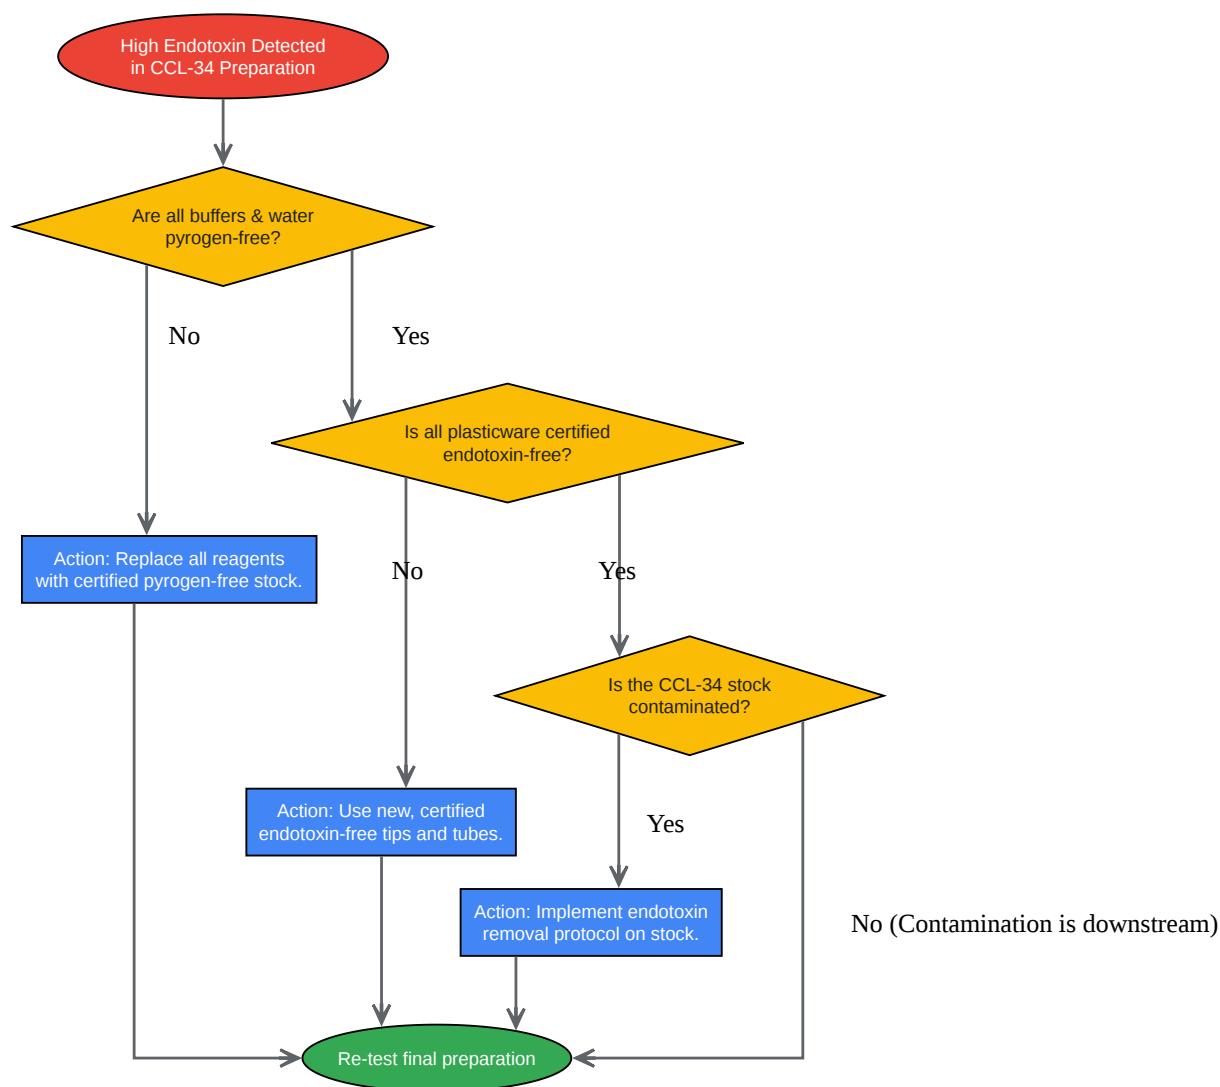 High Endotoxin Detected
in CCL-34 Preparation
Are all buffers & water
pyrogen-free?
No
Yes
Is all plasticware certified
endotoxin-free?
Action: Replace all reagents
with certified pyrogen-free stock.
No
Yes
Is the CCL-34 stock
contaminated?
Action: Use new, certified
endotoxin-free tips and tubes.
Yes
Action: Implement endotoxin
removal protocol on stock.
No (Contamination is downstream)
Re-test final preparation